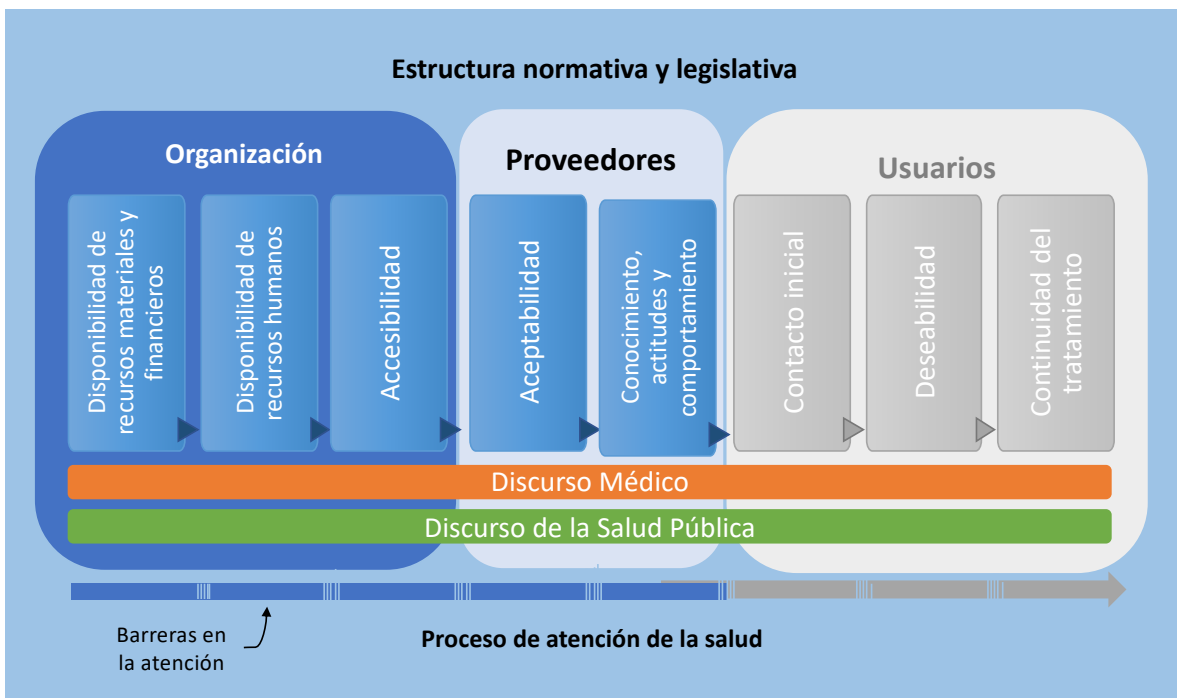 Estructura normativa y legislativa
Organización
Proveedores
Usuarios
Disponibilidad de
recursos materiales y
financieros
Disponibilidad de
recursos humanos
Accesibilidad
Aceptabilidad
Conocimiento,
actitudes y
comportamiento
Contacto inicial
Deseabilidad
Continuidad del
tratamiento
Discurso Médico
Discurso de la Salud Pública
Barreras en
la atención
Proceso de atención de la salud